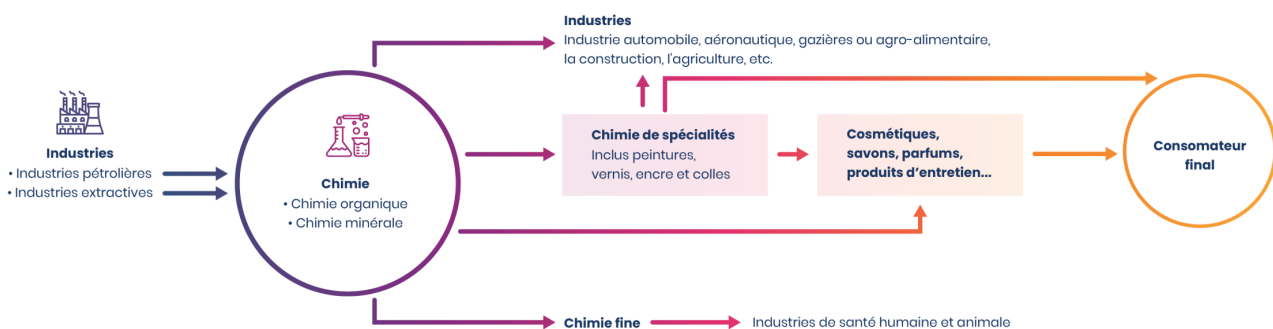 Industries
• Industries pétrolières
• Industries extractives
Chimie
• Chimie organique
• Chimie minérale
Industries
Industrie automobile, aéronautique, gazières ou agro-alimentaire,
la construction, l'agriculture, etc.
Chimie de spécialités
Inclus peintures,
vernis, encre et colles
Cosmétiques,
savons, parfums,
produits d'entretien...
Consomateur
final
Chimie fine
Industries de santé humaine et animale